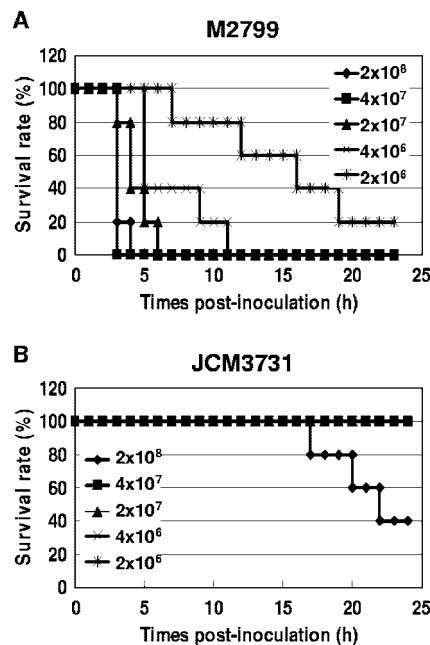 A
M2799
Survival rate (%)
120
100
80
60
40
20
0
2x10⁸
4x10⁷
2x10⁷
4x10⁶
2x10⁶
0 5 10 15 20 25
Times post-inoculation (h)
B
JCM3731
Survival rate (%)
120
100
80
60
40
20
0
2x10⁸
4x10⁷
2x10⁷
4x10⁶
2x10⁶
0 5 10 15 20 25
Times post-inoculation (h)